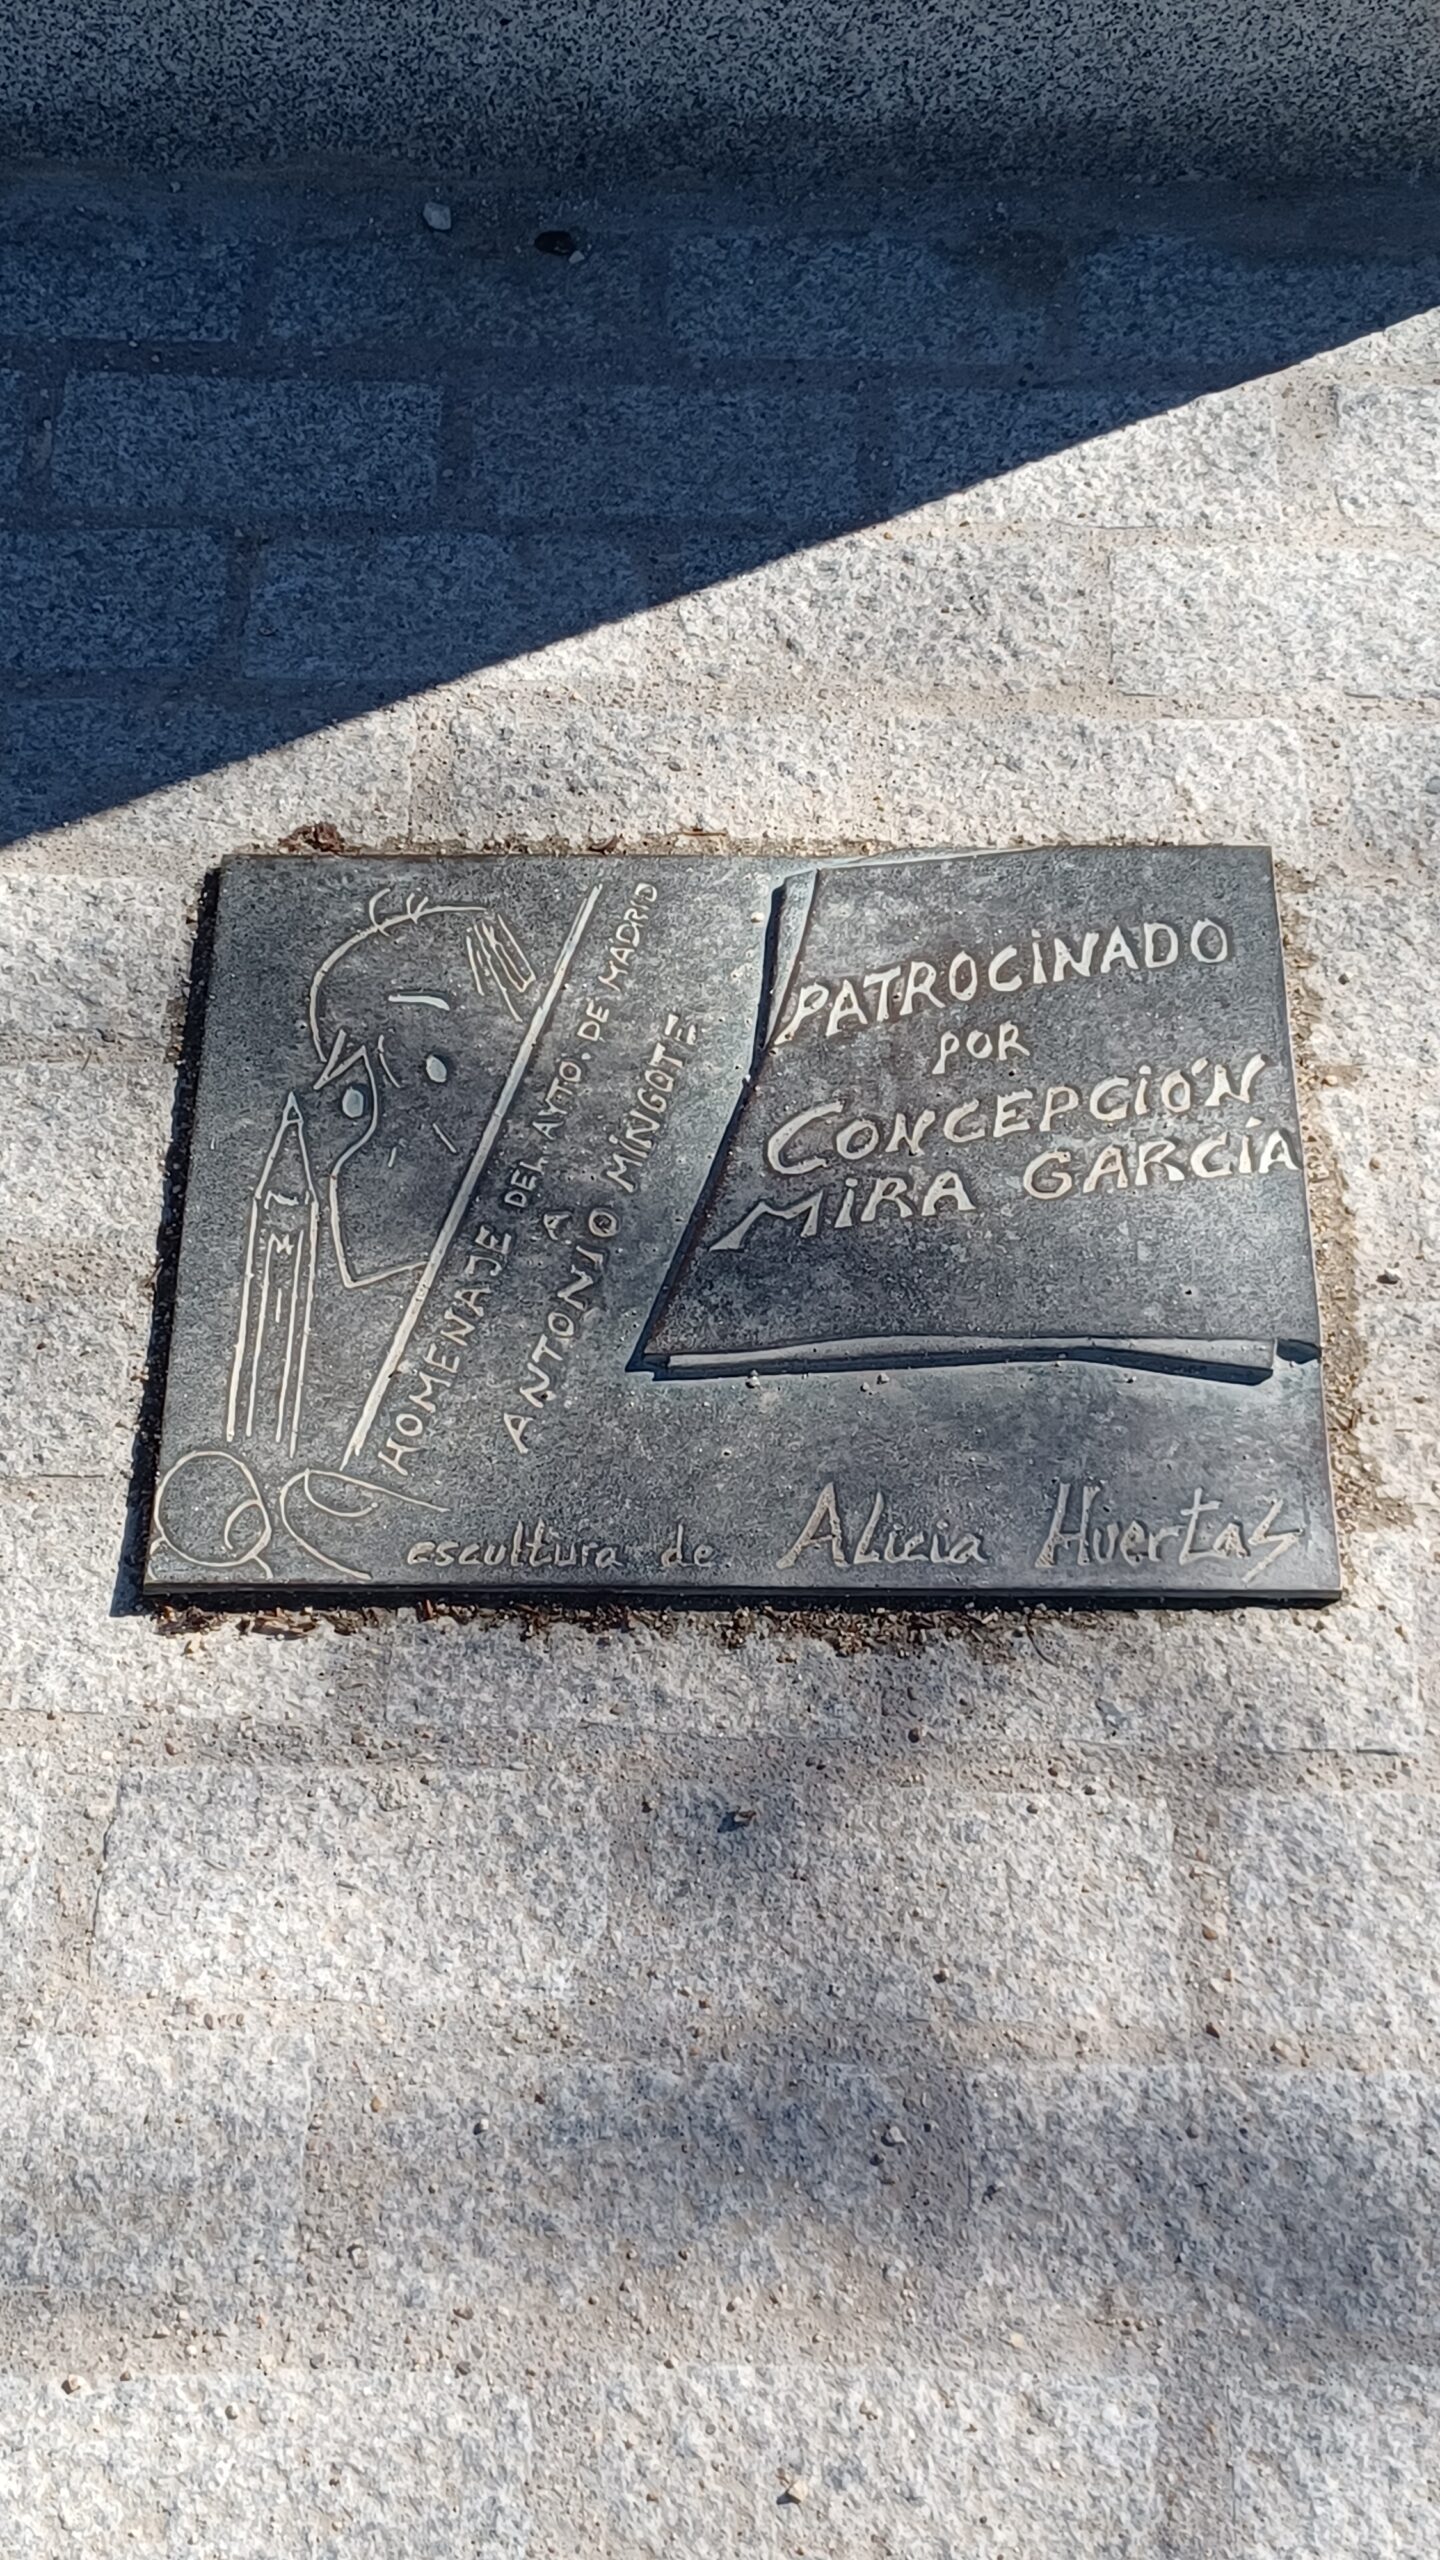 HOMENAJE DEL AYTO. DE MADRID
A
ANTONIO MINGOTE
PATROCINADO
POR
CONCEPCIÓN
MIRA GARCÍA
escultura de Alicia Huertas